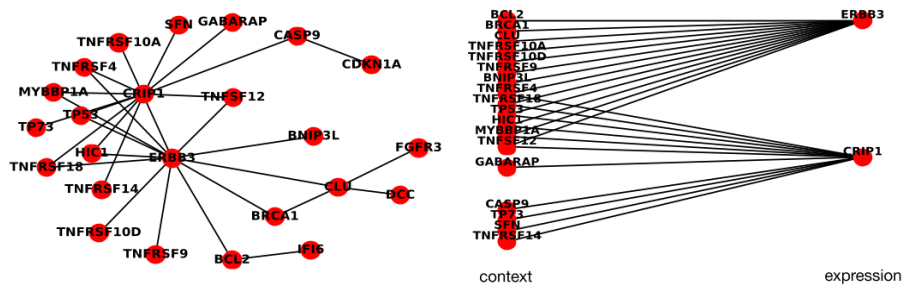 SFN
GABARAP
TNFRSF10A
CASP9
TNFRSF4
CDKN1A
MYBBP1A
CRIP1
TNFSF12
TP53
TP73
BNIP3L
HIC1
ERBB3
FGFR3
TNFRSF18
TNFRSF14
CLU
DCC
BRCA1
TNFRSF10D
TNFRSF9
BCL2
IFI6
BCL2
BRCA1
CLU
TNFRSF10A
TNFRSF10D
TNFRSF9
BNIP3L
TNFRSF4
TNFRSF18
TP53
HIC1
MYBBP1A
TNFSF12
GABARAP
CASP9
TP73
SFN
TNFRSF14
ERBB3
CRIP1
context
expression